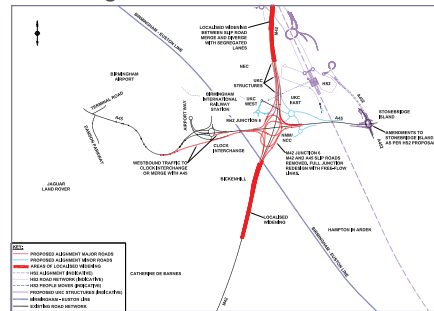 LOCALISED WIDENING
BETWEEN SLIP ROAD
MERGE AND DIVERGE
WITH SEGREGATED
LANES
M42
BIRMINGHAM - EUSTON LINE
NEC
UKC
STRUCTURES
HS2
BIRMINGHAM
AIRPORT
BIRMINGHAM
INTERNATIONAL
RAILWAY
STATION
UKC
WEST
UKC
EAST
A452
STONEBRIDGE
ISLAND
TERMINAL ROAD
AIRPORT WAY
A45
M42 JUNCTION 6
A45
DAMSON PARKWAY
CLOCK
INTERCHANGE
NMM/
NCC
AMENDMENTS TO
STONEBRIDGE ISLAND
AS PER HS2 PROPOSAL
A452
WESTBOUND TRAFFIC TO
CLOCK INTERCHANGE
OR MERGE WITH A45
M42 JUNCTION 6
M42 AND A45 SLIP ROADS
REMOVED, FULL JUNCTION
REDESIGN WITH FREE-FLOW
LINKS.
BICKENHILL
JAGUAR
LAND ROVER
LOCALISED
WIDENING
HAMPTON IN ARDEN
BIRMINGHAM - EUSTON LINE
CATHERINE DE BARNES
M42
KEY:
PROPOSED ALIGNMENT MAJOR ROADS
PROPOSED ALIGNMENT MINOR ROADS
AREAS OF LOCALISED WIDENING
HS2 ALIGNMENT (INDICATIVE)
HS2 ROAD NETWORK (INDICATIVE)
HS2 PEOPLE MOVER (INDICATIVE)
PROPOSED UKC STRUCTURES (INDICATIVE)
BIRMINGHAM - EUSTON LINE
EXISTING ROAD NETWORK